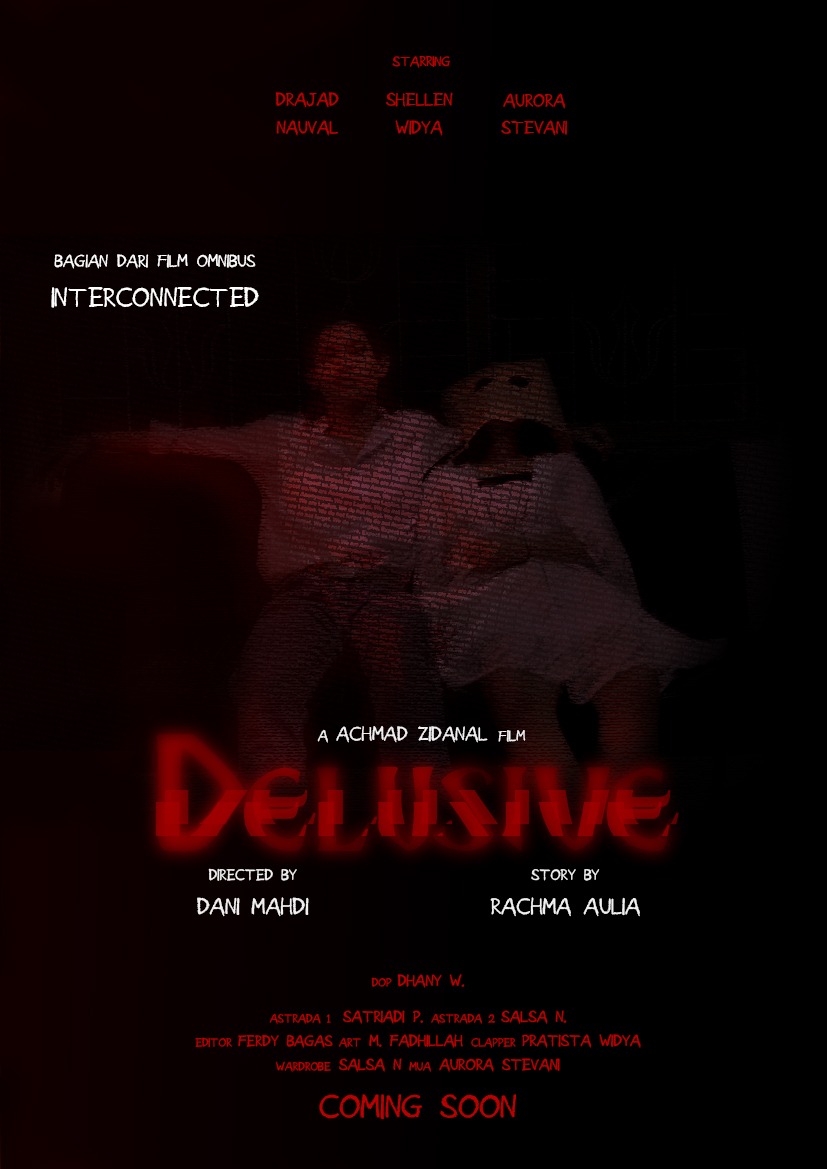 STARRING
DRAJAD SHELLEN AURORA
NAUVAL WIDYA STEVANI
BAGIAN DARI FILM OMNIBUS
INTERCONNECTED
A ACHMAD ZIDANAL FILM
DELUSIVE
DIRECTED BY STORY BY
DANI MAHDI RACHMA AULIA
DOP DHANY W.
ASTRADA 1 SATRIADI P. ASTRADA 2 SALSA N.
EDITOR FERDY BAGAS ART M. FADHILLAH CLAPPER PRATISTA WIDYA
WARDROBE SALSA N MUA AURORA STEVANI
COMING SOON